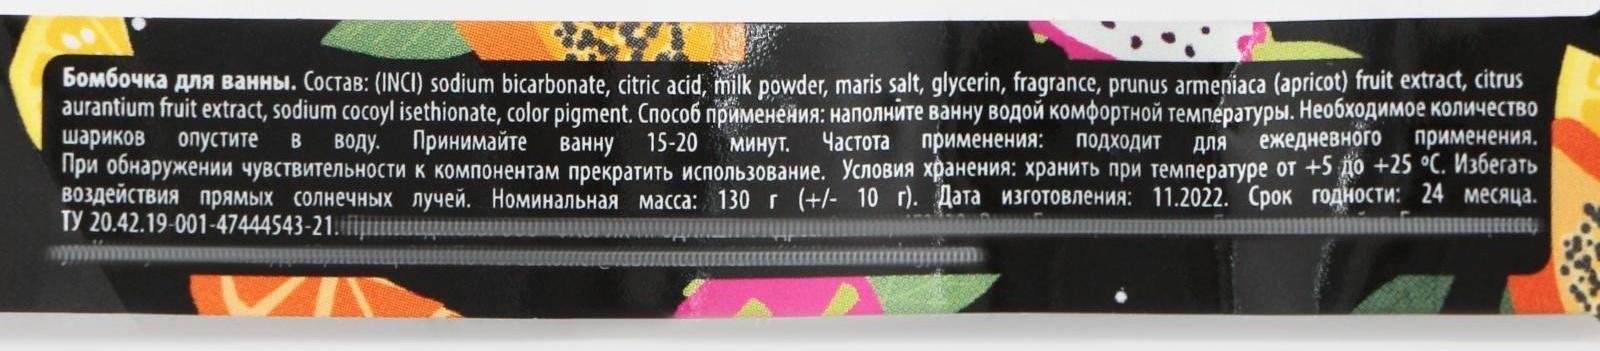 Бомбочка для ванны. Состав: (INCI) sodium bicarbonate, citric acid, milk powder, maris salt, glycerin, fragrance, prunus armeniaca (apricot) fruit extract, citrus
aurantium fruit extract, sodium cocoyl isethionate, color pigment. Способ применения: наполнйте ванну водой комфортной температуры. Необходимое количество
шариков опустите в воду. Принимайте ванну 15-20 минут. Частота применения: подходит для ежедневного применения.
При обнаружении чувствительности к компонентам прекратить использование. Условия хранения: хранить при температуре от +5 до +25 ºС. Избегать
воздействия прямых солнечных лучей. Номинальная масса: 130 г (+/- 10 г). Дата изготовления: 11.2022. Срок годности: 24 месяца.
ТУ 20.42.19-001-47444543-21.